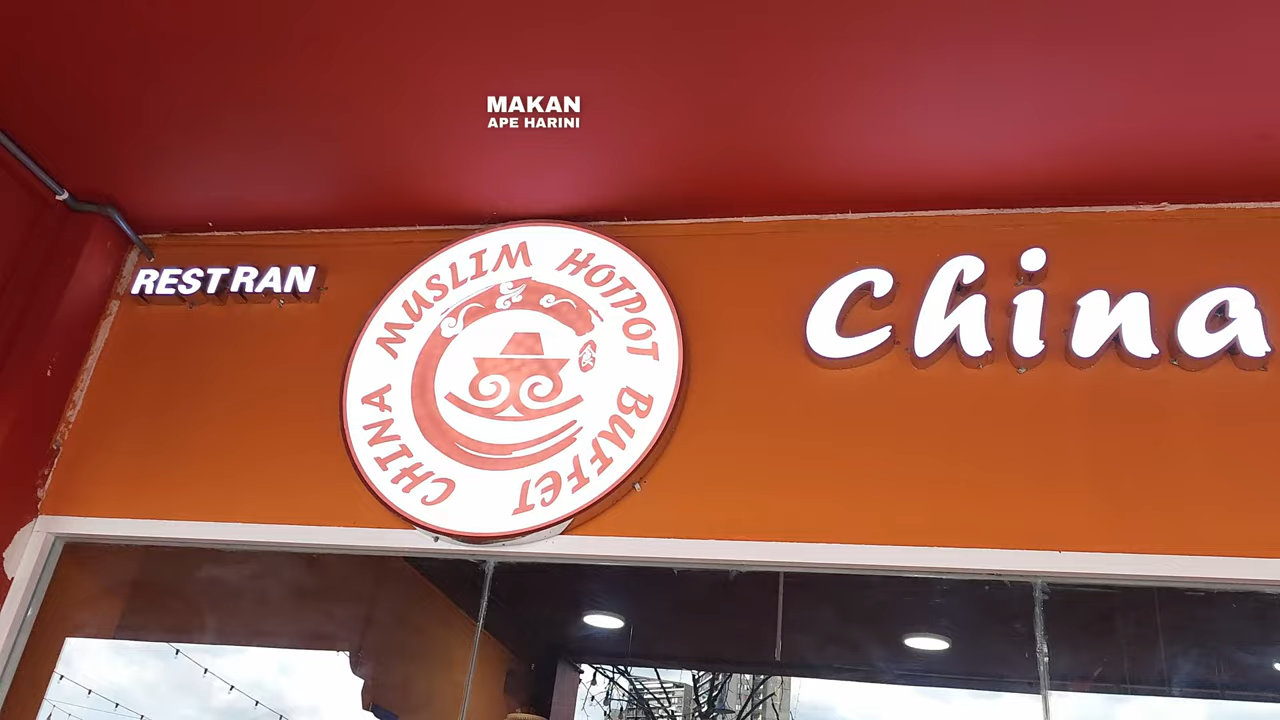 MAKAN
APE HARINI
RESTRAN
CHINA MUSLIM HOTPOT BUFFET
China